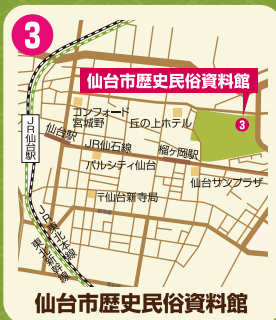 3
仙台市歴史民俗資料館
コンフォード
宮城野
丘の上ホテル
3
仙台駅
JR仙石線
榴ヶ岡駅
JR仙台駅
パルシティ仙台
仙台サンプラザ
〒仙台新寺局
JR東北本線
東北新幹線
仙台市歴史民俗資料館